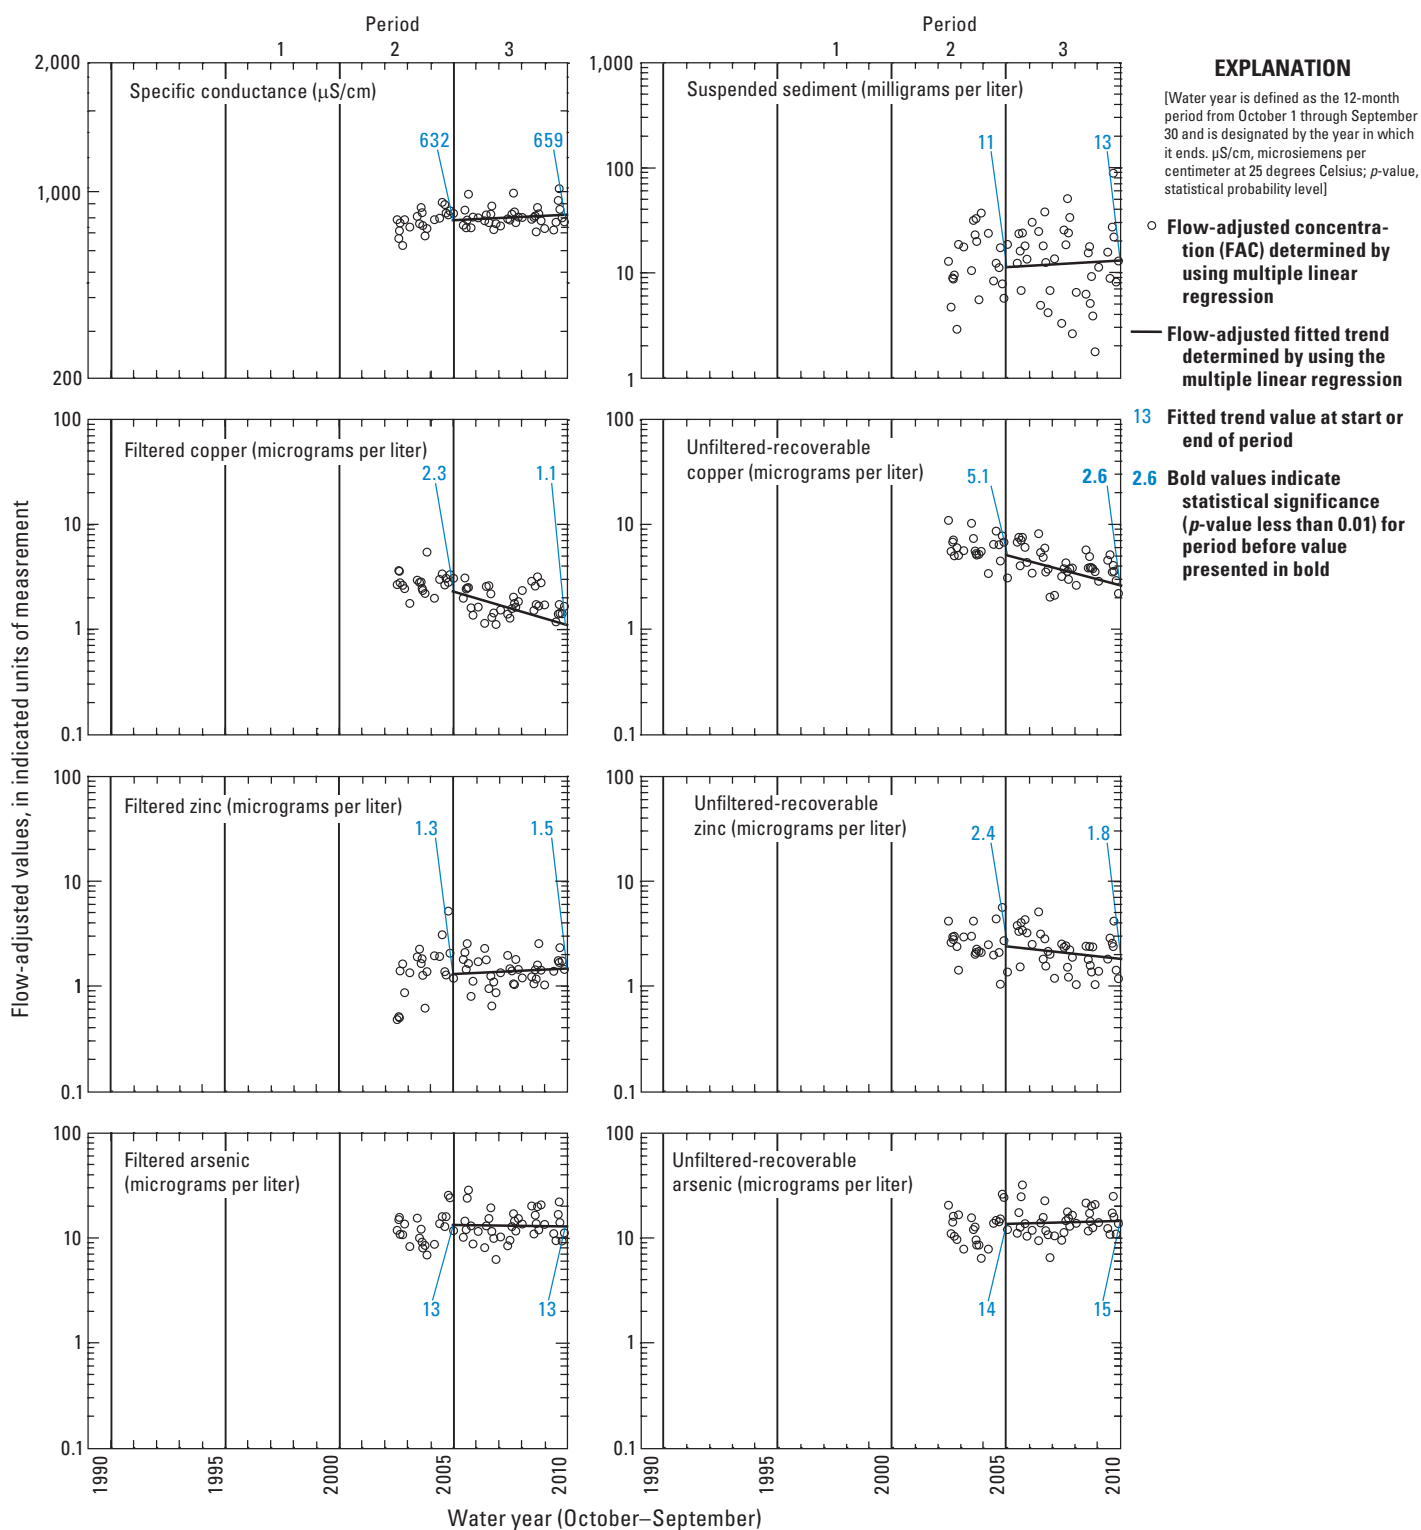 Period
1 2 3
Period
1 2 3
2,000
1,000
200
Specific conductance (µS/cm)
632
659
1,000
100
10
1
Suspended sediment (milligrams per liter)
11
13
100
10
1
0.1
Filtered copper (micrograms per liter)
2.3
1.1
100
10
1
0.1
Unfiltered-recoverable
copper (micrograms per liter)
5.1
2.6
100
10
1
0.1
Filtered zinc (micrograms per liter)
1.3
1.5
100
10
1
0.1
Unfiltered-recoverable
zinc (micrograms per liter)
2.4
1.8
100
10
1
0.1
Filtered arsenic
(micrograms per liter)
13
13
100
10
1
0.1
Unfiltered-recoverable
arsenic (micrograms per liter)
14
15
1990 1995 2000 2005 2010
1990 1995 2000 2005 2010
Water year (October–September)
Flow-adjusted values, in indicated units of measrement
EXPLANATION
[Water year is defined as the 12-month
period from October 1 through September
30 and is designated by the year in which
it ends. µS/cm, microsiemens per
centimeter at 25 degrees Celsius; p-value,
statistical probability level]
Flow-adjusted concentra-
tion (FAC) determined by
using multiple linear
regression
Flow-adjusted fitted trend
determined by using the
multiple linear regression
13 Fitted trend value at start or
end of period
2.6 Bold values indicate
statistical significance
(p-value less than 0.01) for
period before value
presented in bold